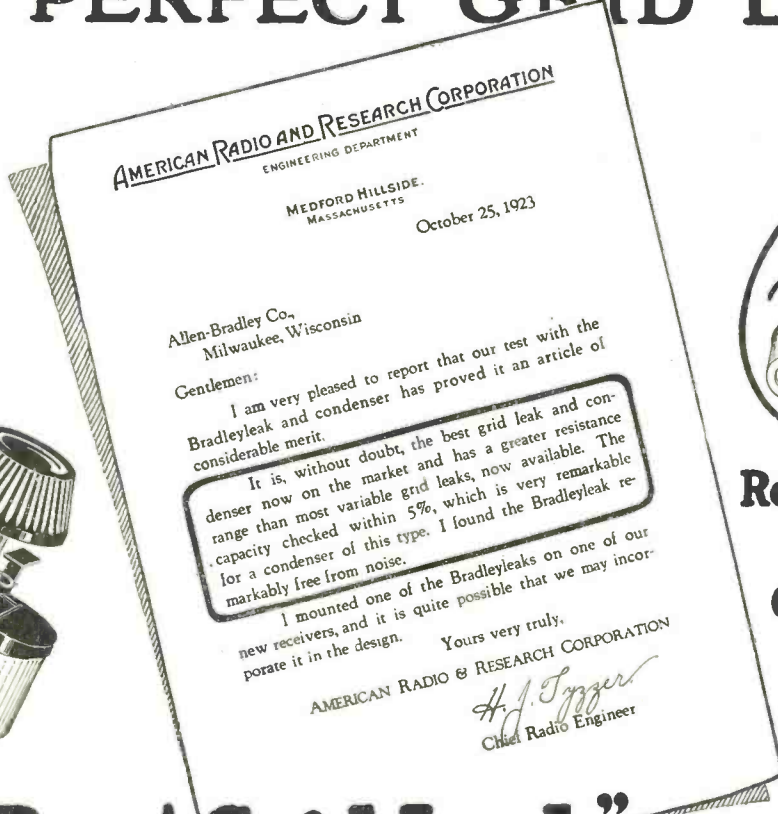 PERFECT GRID
AMERICAN RADIO AND RESEARCH CORPORATION
ENGINEERING DEPARTMENT
MEDFORD HILLSIDE.
MASSACHUSETTS
October 25, 1923
Allen-Bradley Co.,
Milwaukee, Wisconsin
Gentlemen:
I am very pleased to report that our test with the
Bradleyleak and condenser has proved it an article of
considerable merit.
It is, without doubt, the best grid leak and con-
denser now on the market and has a greater resistance
range than most variable grid leaks, now available. The
capacity checked within 5%, which is very remarkable
for a condenser of this type. I found the Bradleyleak re-
markably free from noise.
I mounted one of the Bradleyleaks on one of our
new receivers, and it is quite possible that we may incor-
porate it in the design.
Yours very truly,
AMERICAN RADIO & RESEARCH CORPORATION
H. J. Tyzzer
Chief Radio Engineer